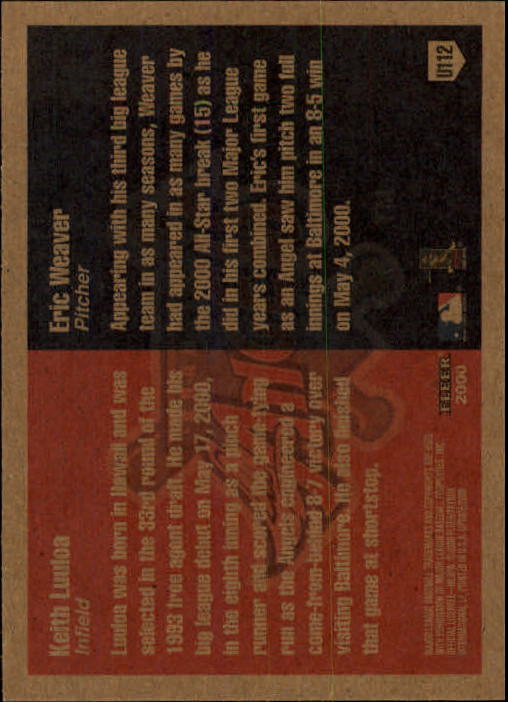 Keith Luuloa
Infield
Luuloa was born in Hawaii and was
selected in the 33rd round of the
1993 free agent draft. He made his
big league debut on May 17, 2000,
in the eighth inning as a pinch
runner and scored the game-tying
run as the Angels engineered a
come-from-behind 8-7 victory over
visiting Baltimore. He also finished
that game at shortstop.
Eric Weaver
Pitcher
Appearing with his third big league
team in as many seasons, Weaver
had appeared in as many games by
the 2000 All-Star break (15) as he
did in his first two Major League
years combined. Eric's first game
as an Angel saw him pitch two full
innings at Baltimore in an 8-5 win
on May 4, 2000.
FLEER
2000
U112